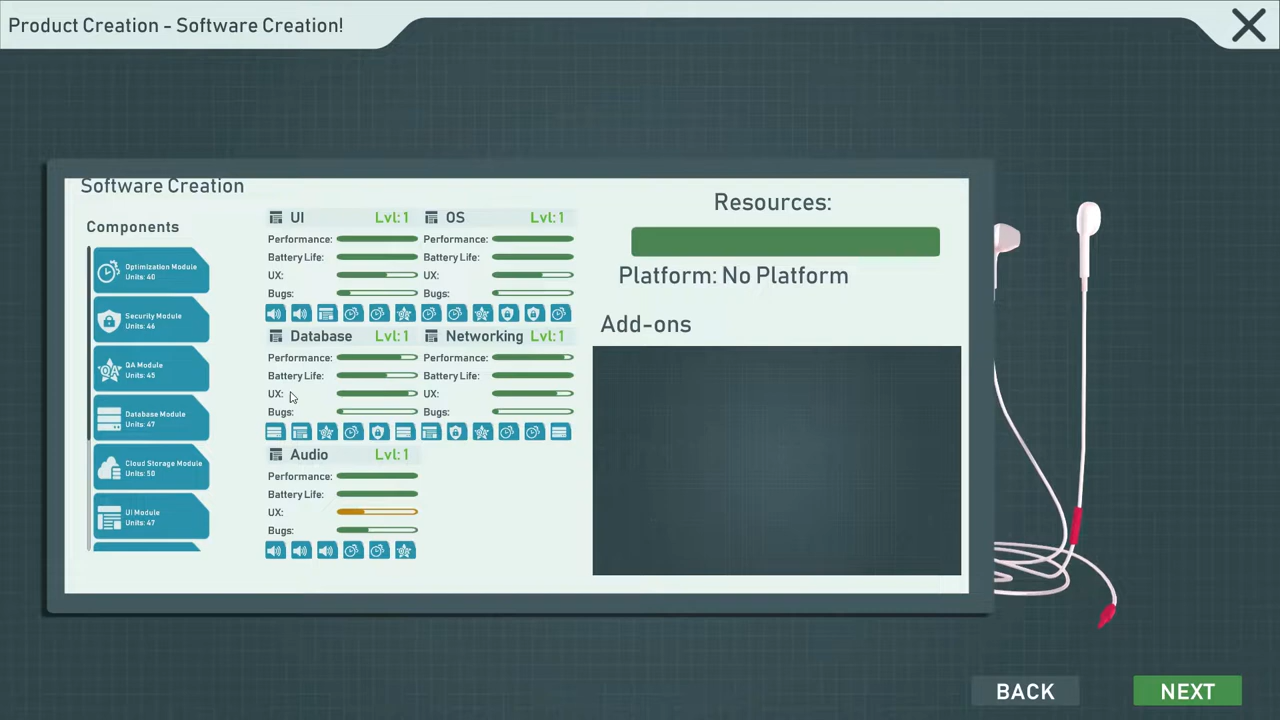 Product Creation - Software Creation!
Software Creation
Components
Optimization Module
Units: 40
Security Module
Units: 46
QA Module
Units: 45
Database Module
Units: 47
Cloud Storage Module
Units: 50
UI Module
Units: 47
UI Lvl: 1
Performance:
Battery Life:
UX:
Bugs:
OS Lvl: 1
Performance:
Battery Life:
UX:
Bugs:
Database Lvl: 1
Performance:
Battery Life:
UX:
Bugs:
Networking Lvl: 1
Performance:
Battery Life:
UX:
Bugs:
Audio Lvl: 1
Performance:
Battery Life:
UX:
Bugs:
Resources:
Platform: No Platform
Add-ons
BACK
NEXT